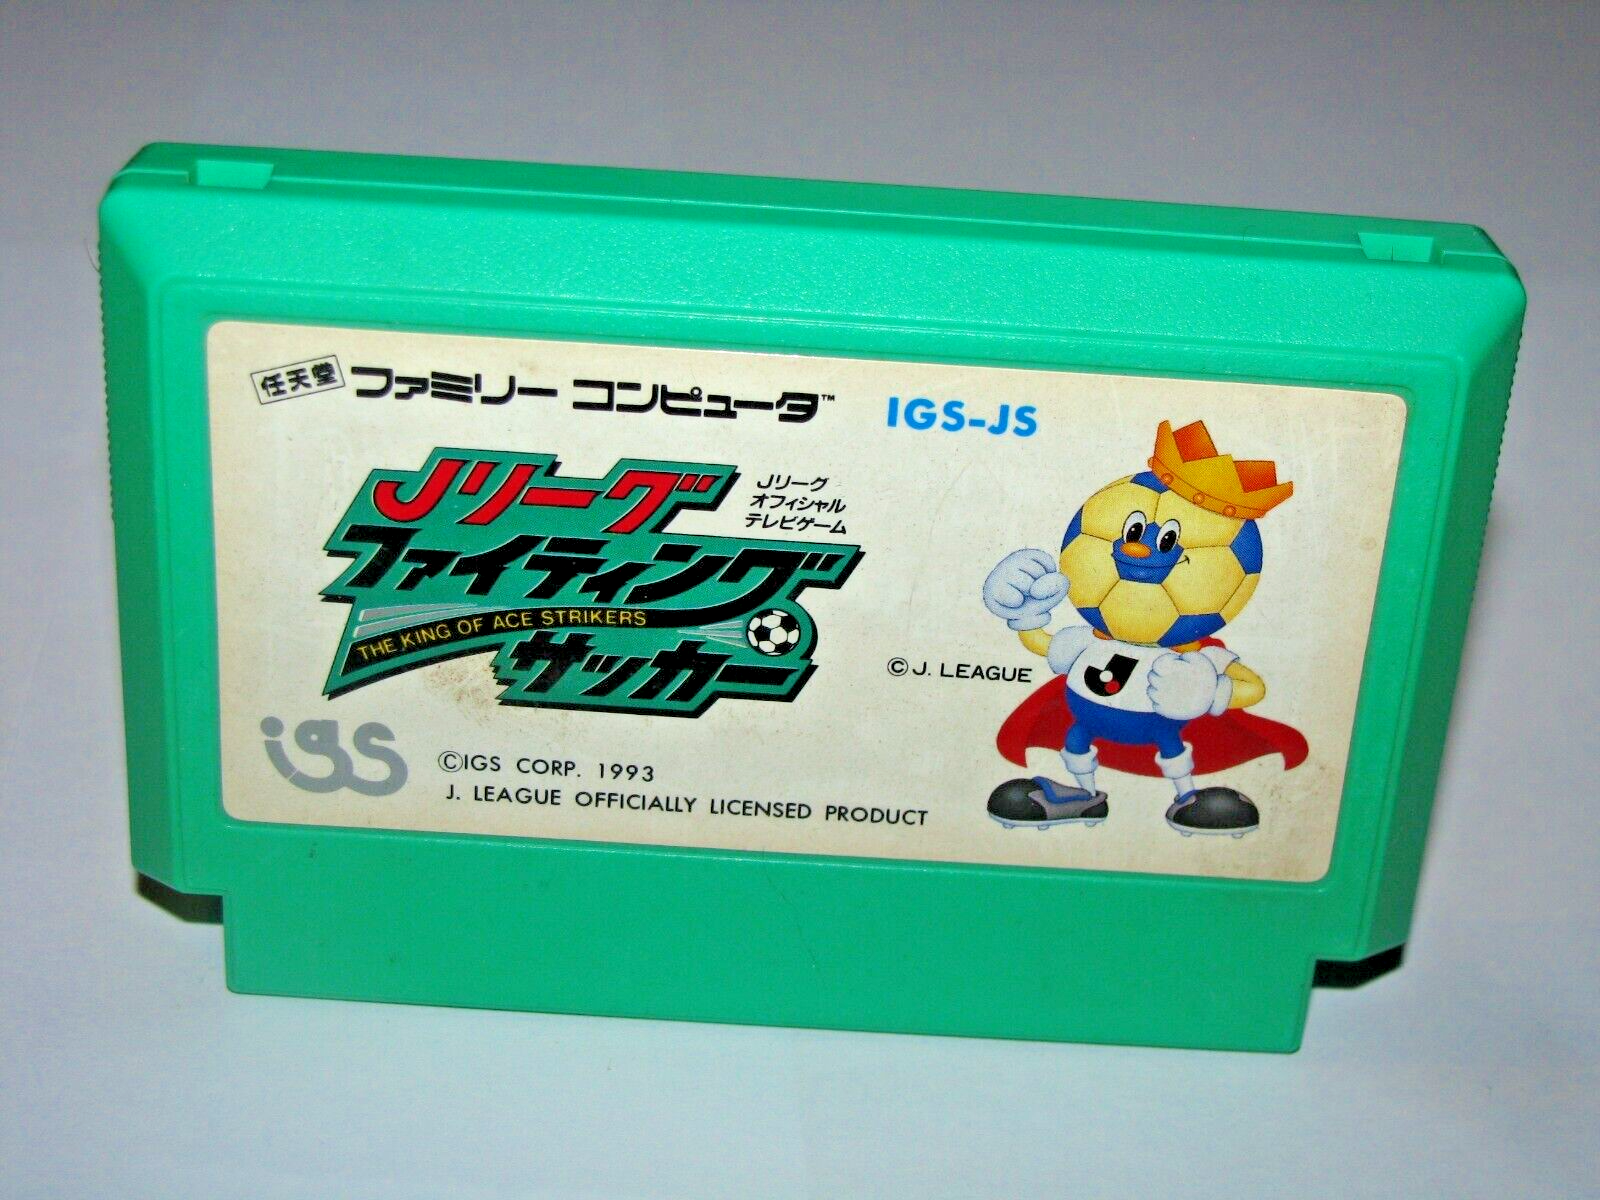 任天堂 ファミリー コンピュータ™ IGS-JS
Jリーグ
ファイティング
サッカー
THE KING OF ACE STRIKERS
Jリーグ
オフィシャル
テレビゲーム
© J. LEAGUE
J
igs
©IGS CORP. 1993
J. LEAGUE OFFICIALLY LICENSED PRODUCT